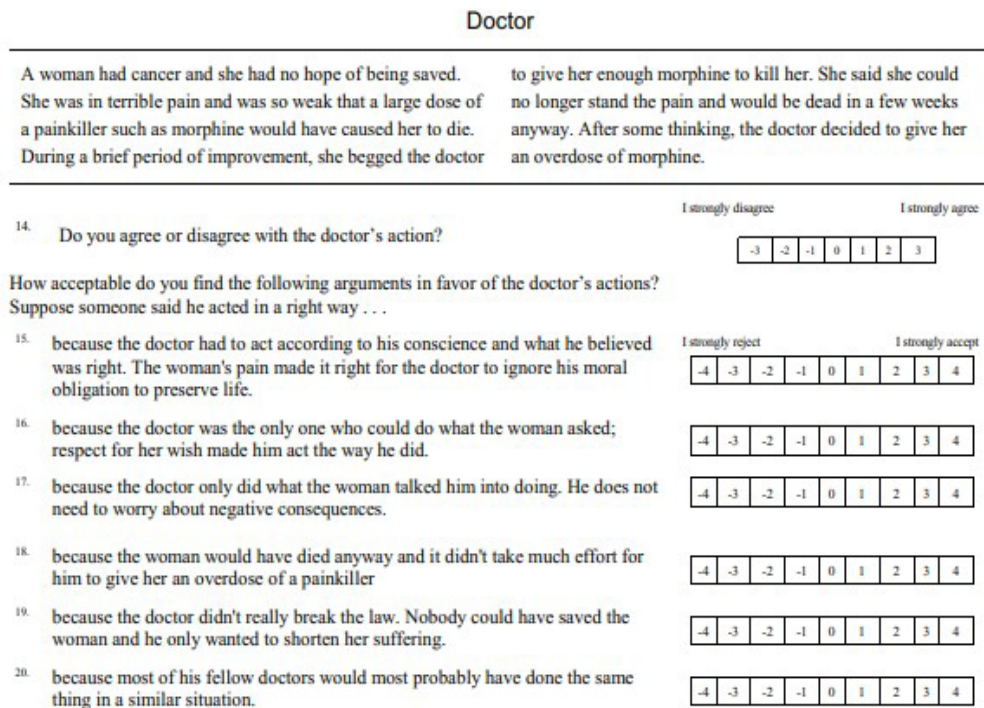 Doctor
A woman had cancer and she had no hope of being saved.
She was in terrible pain and was so weak that a large dose of
a painkiller such as morphine would have caused her to die.
During a brief period of improvement, she begged the doctor
to give her enough morphine to kill her. She said she could
no longer stand the pain and would be dead in a few weeks
anyway. After some thinking, the doctor decided to give her
an overdose of morphine.
I strongly disagree I strongly agree
14. Do you agree or disagree with the doctor's action?
-3 -2 -1 0 1 2 3
How acceptable do you find the following arguments in favor of the doctor's actions?
Suppose someone said he acted in a right way . . .
15. because the doctor had to act according to his conscience and what he believed
was right. The woman's pain made it right for the doctor to ignore his moral
obligation to preserve life.
I strongly reject I strongly accept
-4 -3 -2 -1 0 1 2 3 4
16. because the doctor was the only one who could do what the woman asked;
respect for her wish made him act the way he did.
-4 -3 -2 -1 0 1 2 3 4
17. because the doctor only did what the woman talked him into doing. He does not
need to worry about negative consequences.
-4 -3 -2 -1 0 1 2 3 4
18. because the woman would have died anyway and it didn't take much effort for
him to give her an overdose of a painkiller
-4 -3 -2 -1 0 1 2 3 4
19. because the doctor didn't really break the law. Nobody could have saved the
woman and he only wanted to shorten her suffering.
-4 -3 -2 -1 0 1 2 3 4
20. because most of his fellow doctors would most probably have done the same
thing in a similar situation.
-4 -3 -2 -1 0 1 2 3 4